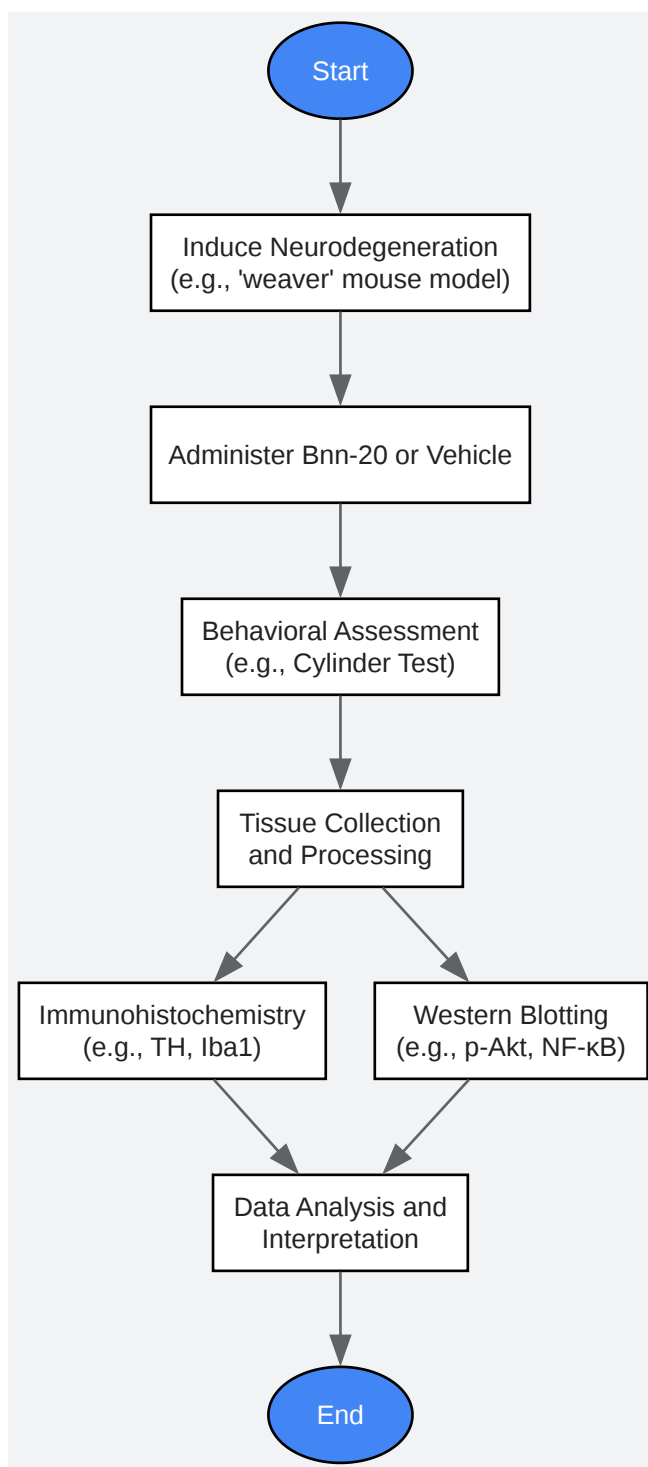 Start
Induce Neurodegeneration
(e.g., 'weaver' mouse model)
Administer Bnn-20 or Vehicle
Behavioral Assessment
(e.g., Cylinder Test)
Tissue Collection
and Processing
Immunohistochemistry
(e.g., TH, Iba1)
Western Blotting
(e.g., p-Akt, NF-κB)
Data Analysis and
Interpretation
End